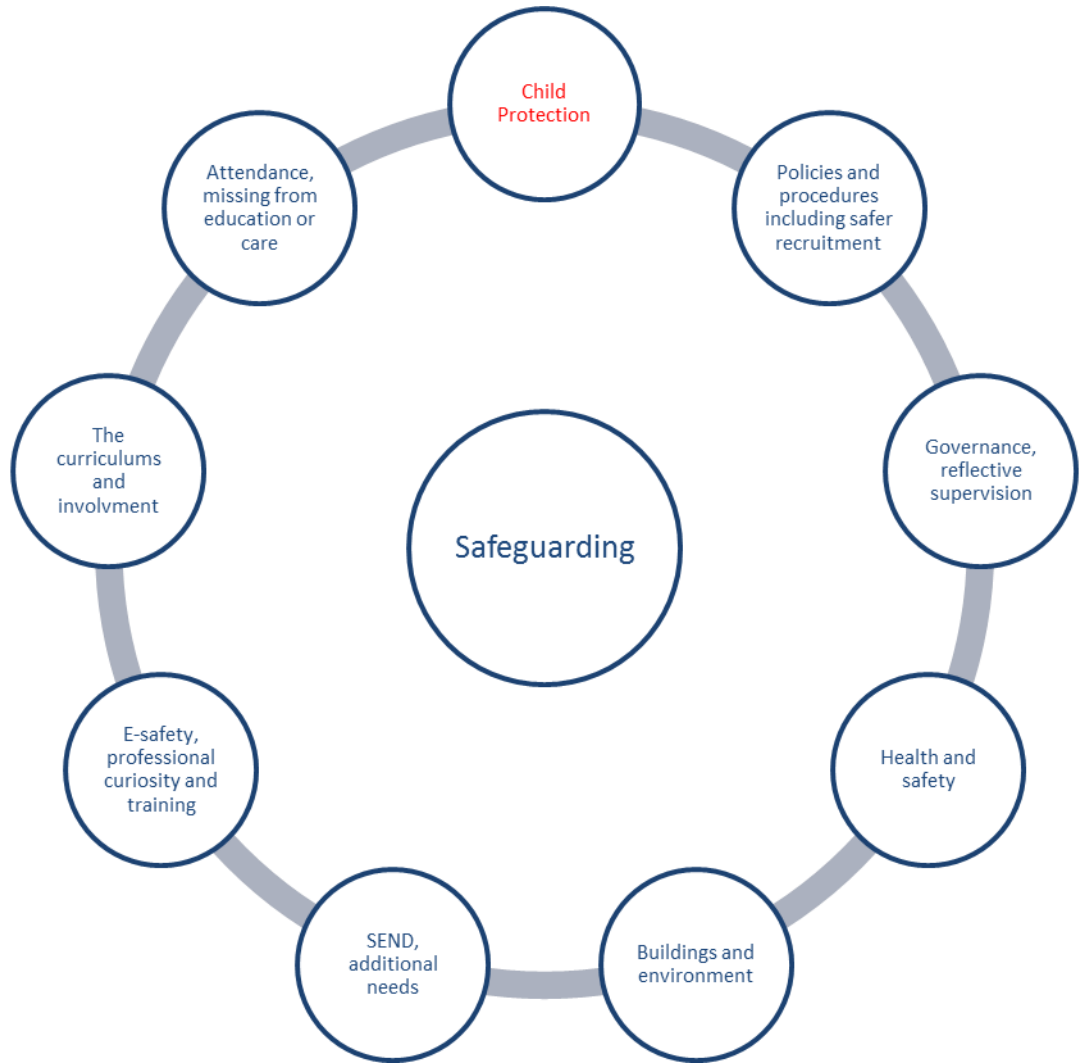 Child
Protection
Policies and
procedures
including safer
recruitment
Governance,
reflective
supervision
Health and
safety
Buildings and
environment
SEND,
additional
needs
E-safety,
professional
curiosity and
training
The
curriculums
and
involvment
Attendance,
missing from
education or
care
Safeguarding